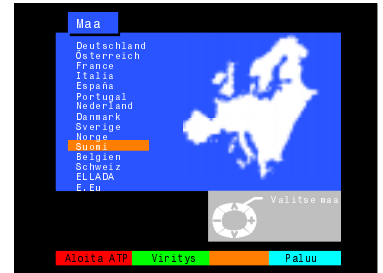 Maa
Deutschland
Österreich
France
Italia
España
Portugal
Nederland
Danmark
Sverige
Norge
Suomi
Belgien
Schweiz
ELLADA
E.Eu
Valitse maa
Aloita ATP Viritys Paluu